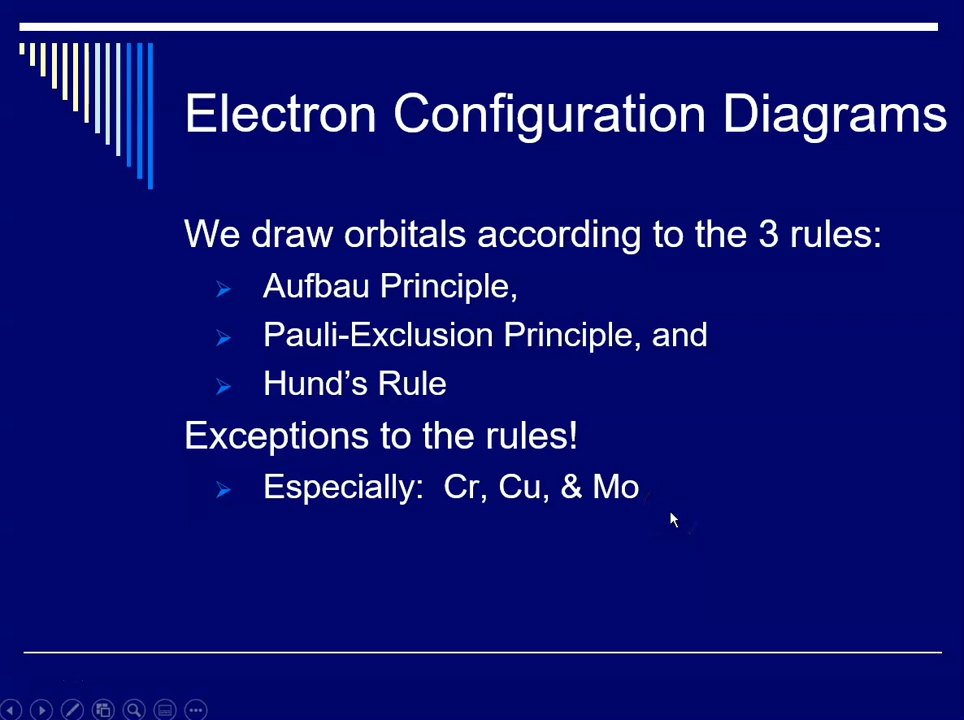 Electron Configuration Diagrams
We draw orbitals according to the 3 rules:
Aufbau Principle,
Pauli-Exclusion Principle, and
Hund's Rule
Exceptions to the rules!
Especially: Cr, Cu, & Mo